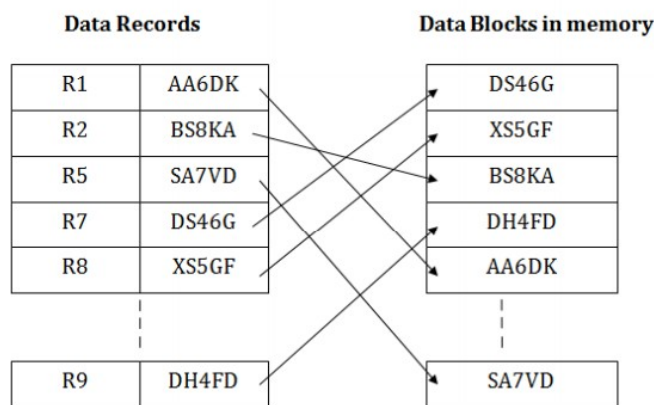 Data Records Data Blocks in memory
R1 AA6DK DS46G
R2 BS8KA XS5GF
R5 SA7VD BS8KA
R7 DS46G DH4FD
R8 XS5GF AA6DK
R9 DH4FD SA7VD